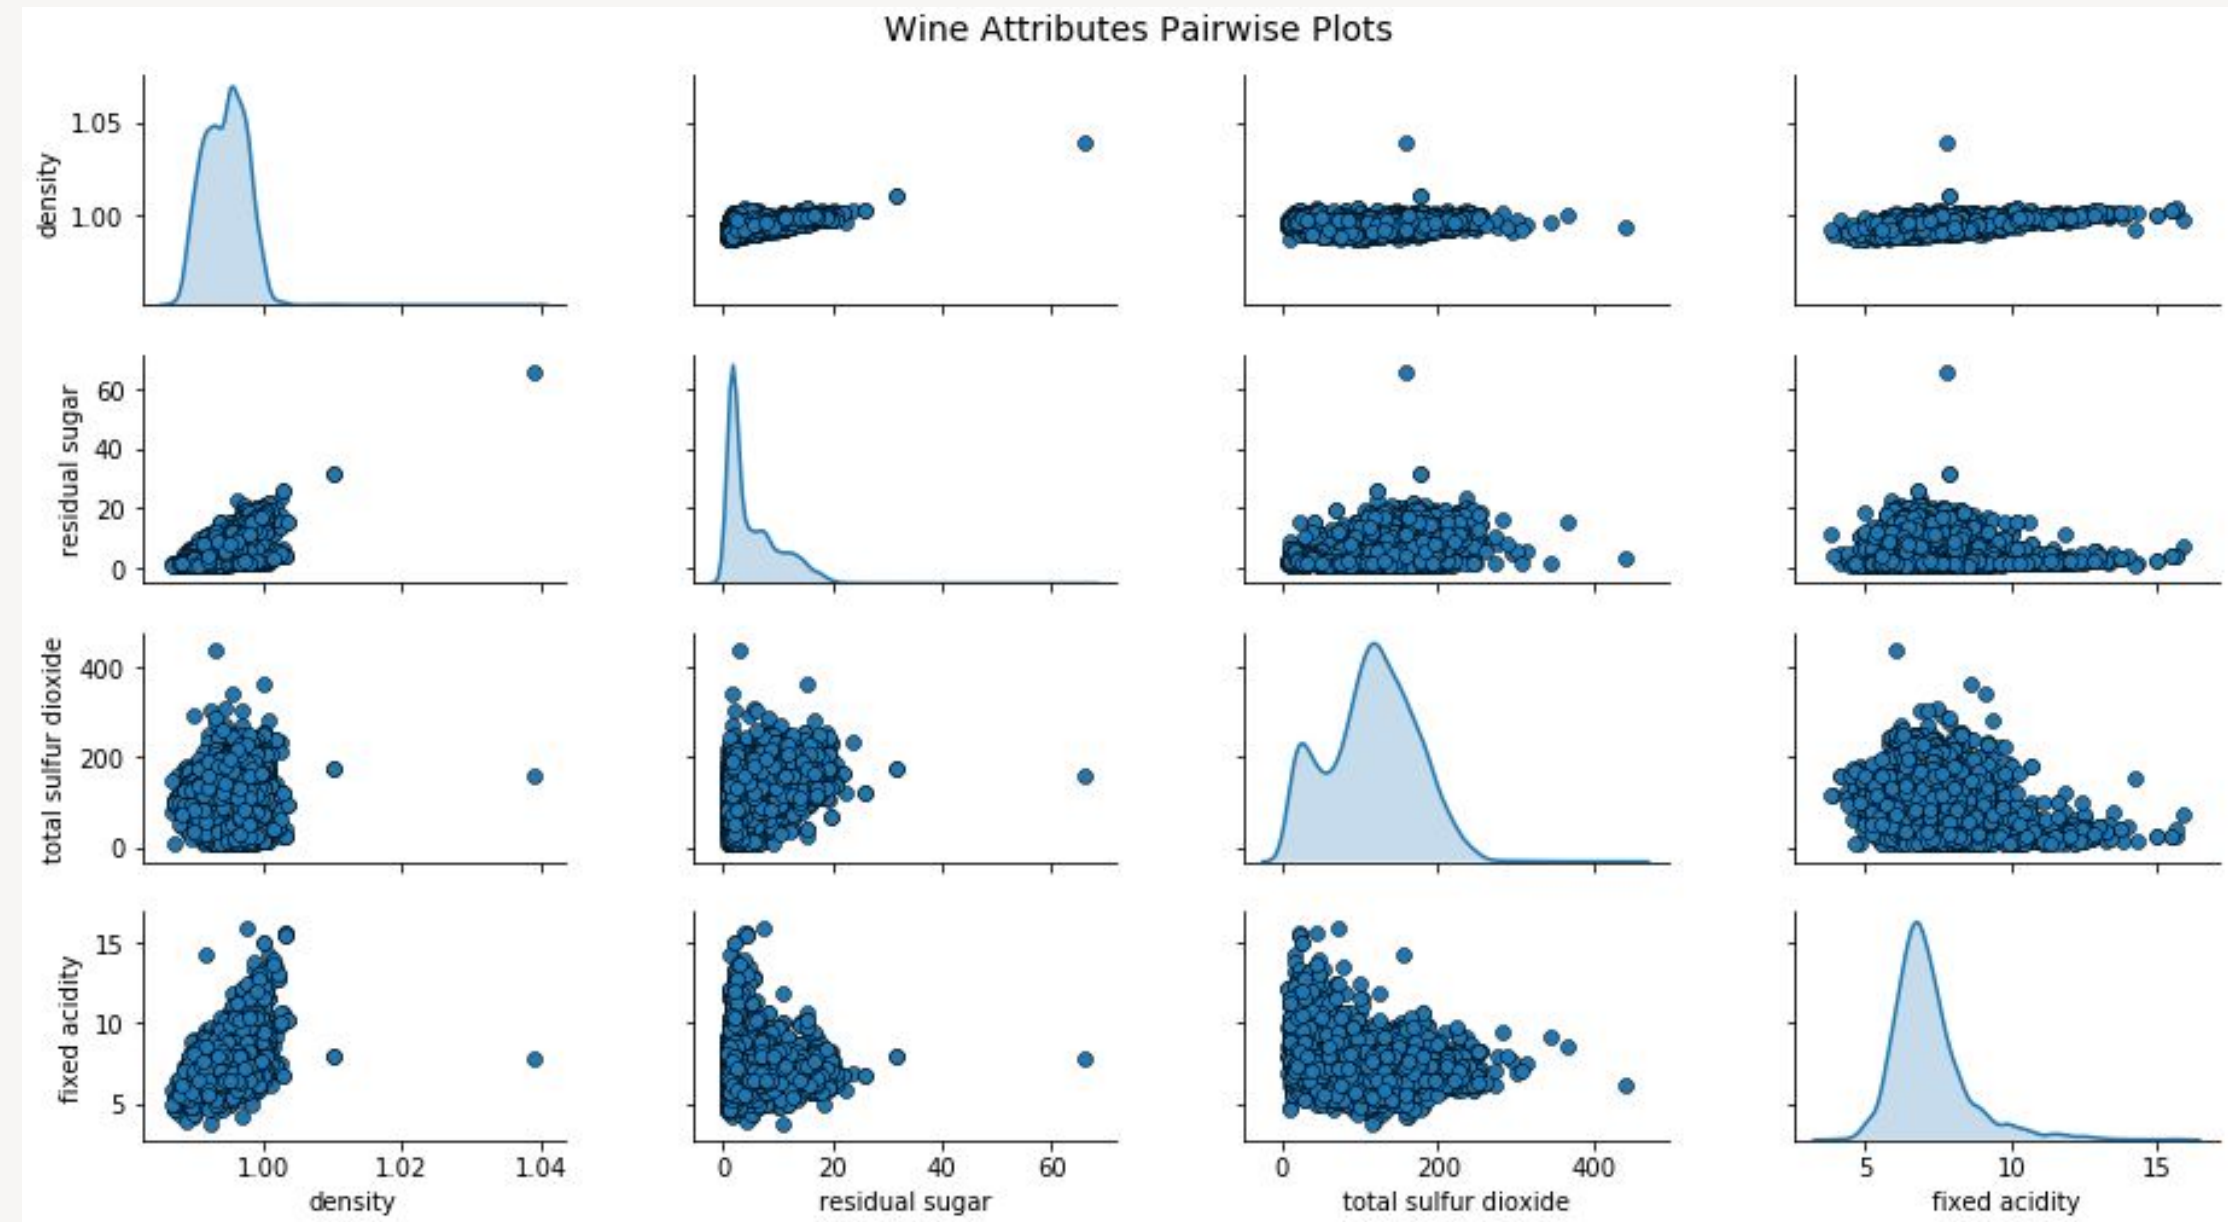 Wine Attributes Pairwise Plots
density
1.05
1.00
residual sugar
60
40
20
0
total sulfur dioxide
400
200
0
fixed acidity
15
10
5
1.00 1.02 1.04
density
0 20 40 60
residual sugar
0 200 400
total sulfur dioxide
5 10 15
fixed acidity